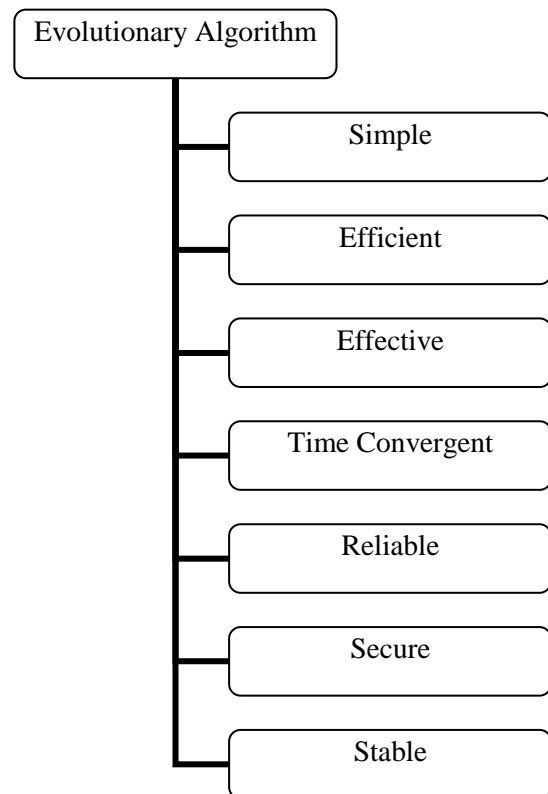 Evolutionary Algorithm
Simple
Efficient
Effective
Time Convergent
Reliable
Secure
Stable